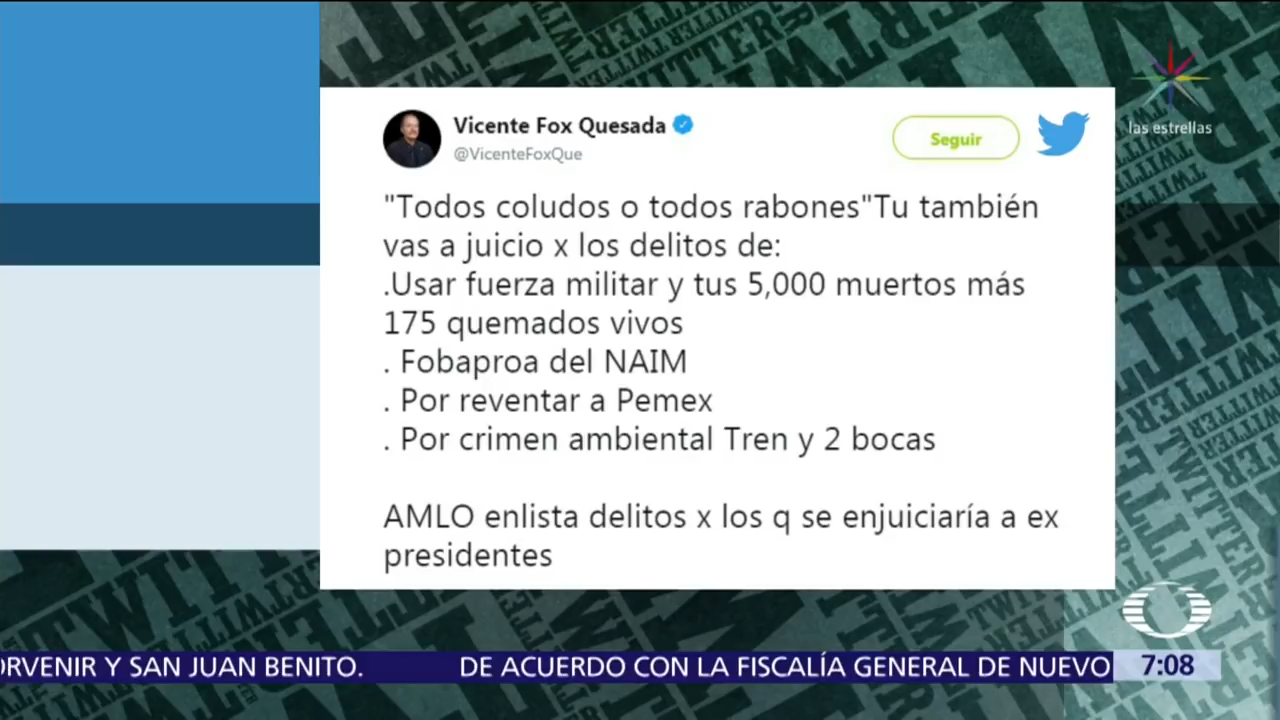 Vicente Fox Quesada
@VicenteFoxQue
Seguir
las estrellas
"Todos coludos o todos rabones"Tu también
vas a juicio x los delitos de:
.Usar fuerza militar y tus 5,000 muertos más
175 quemados vivos
. Fobaproa del NAIM
. Por reventar a Pemex
. Por crimen ambiental Tren y 2 bocas
AMLO enlista delitos x los q se enjuiciaría a ex
presidentes
ORVENIR Y SAN JUAN BENITO. DE ACUERDO CON LA FISCALÍA GENERAL DE NUEVO
7:08